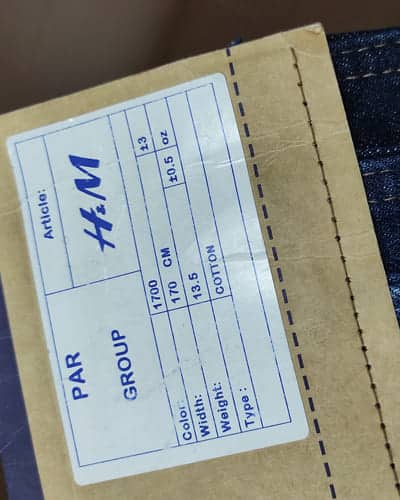 PAR
GROUP
Article:
H&M
Color: 1700
Width: 170 CM ±3
Weight: 13.5 ±0.5 oz
Type : COTTON